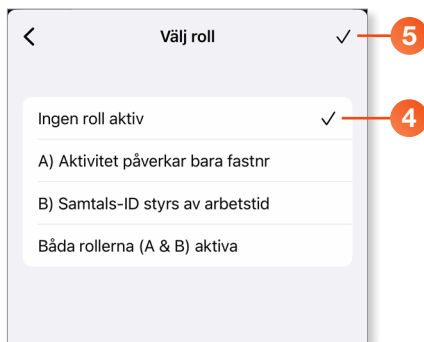 Välj roll
5
Ingen roll aktiv
4
A) Aktivitet påverkar bara fastnr
B) Samtals-ID styrs av arbetstid
Båda rollerna (A & B) aktiva